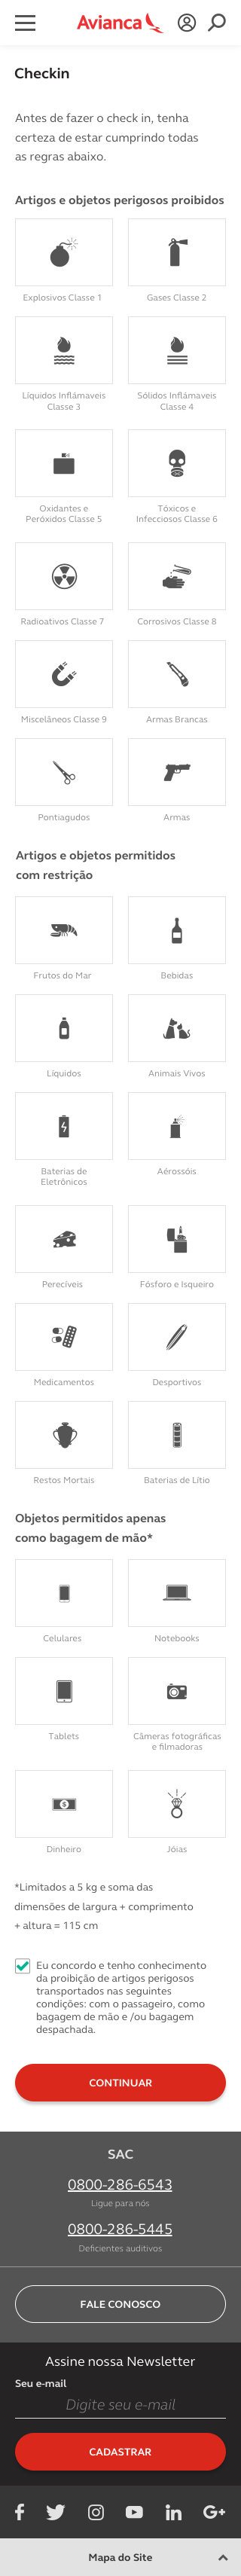 Avianca
Checkin
Antes de fazer o check in, tenha
certeza de estar cumprindo todas
as regras abaixo.
Artigos e objetos perigosos proibidos
Explosivos Classe 1
Gases Classe 2
Líquidos Inflámaveis
Classe 3
Sólidos Inflámaveis
Classe 4
Oxidantes e
Peróxidos Classe 5
Tóxicos e
Infecciosos Classe 6
Radioativos Classe 7
Corrosivos Classe 8
Miscelâneos Classe 9
Armas Brancas
Pontiagudos
Armas
Artigos e objetos permitidos
com restrição
Frutos do Mar
Bebidas
Líquidos
Animais Vivos
Baterias de
Eletrônicos
Aérossóis
Perecíveis
Fósforo e Isqueiro
Medicamentos
Desportivos
Restos Mortais
Baterias de Lítio
Objetos permitidos apenas
como bagagem de mão*
Celulares
Notebooks
Tablets
Câmeras fotográficas
e filmadoras
Dinheiro
Jóias
*Limitados a 5 kg e soma das
dimensões de largura + comprimento
+ altura = 115 cm
Eu concordo e tenho conhecimento
da proibição de artigos perigosos
transportados nas seguintes
condições: com o passageiro, como
bagagem de mão e /ou bagagem
despachada.
CONTINUAR
SAC
0800-286-6543
Ligue para nós
0800-286-5445
Deficientes auditivos
FALE CONOSCO
Assine nossa Newsletter
Seu e-mail
Digite seu e-mail
CADASTRAR
Mapa do Site